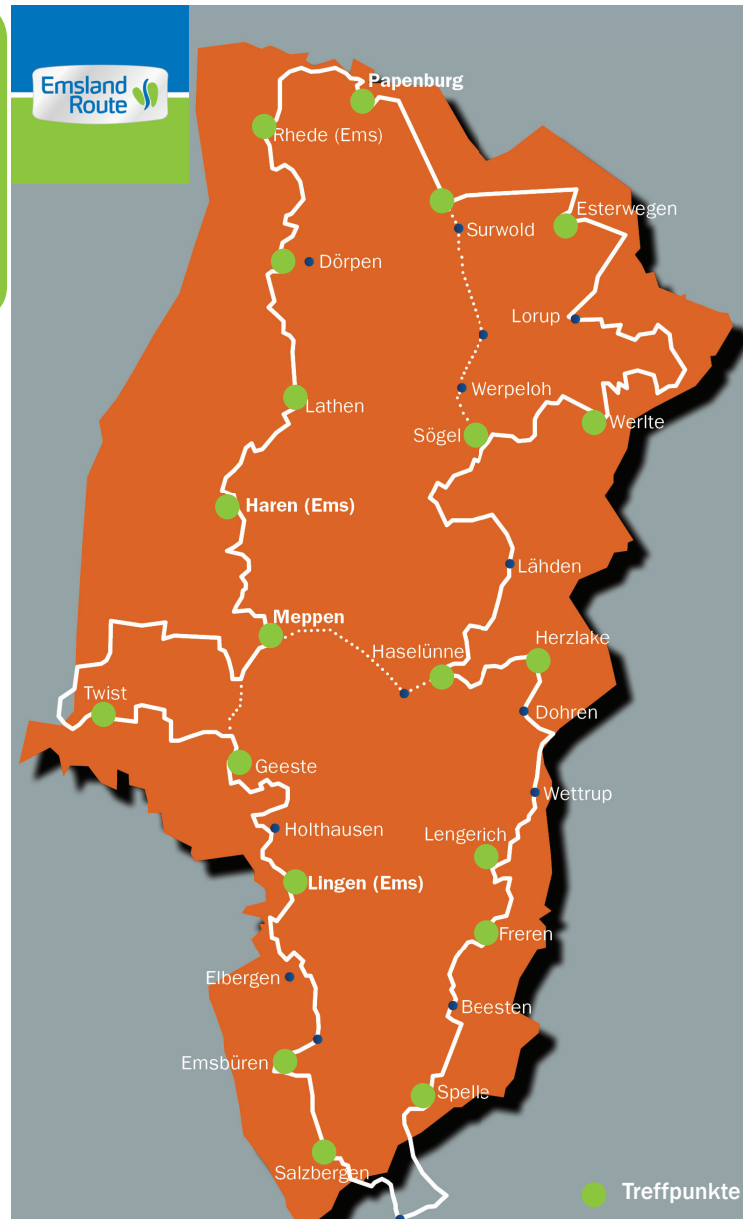 Emsland
Route
Papenburg
Rhede (Ems)
Esterwegen
Surwold
Dörpen
Lorup
Werpeloh
Lathen
Werlte
Sögel
Haren (Ems)
Lähden
Meppen
Herzlake
Haselünne
Twist
Dohren
Geeste
Wettrup
Holthausen
Lengerich
Lingen (Ems)
Freren
Elbergen
Beesten
Emsbüren
Spelle
Salzbergen
Treffpunkte